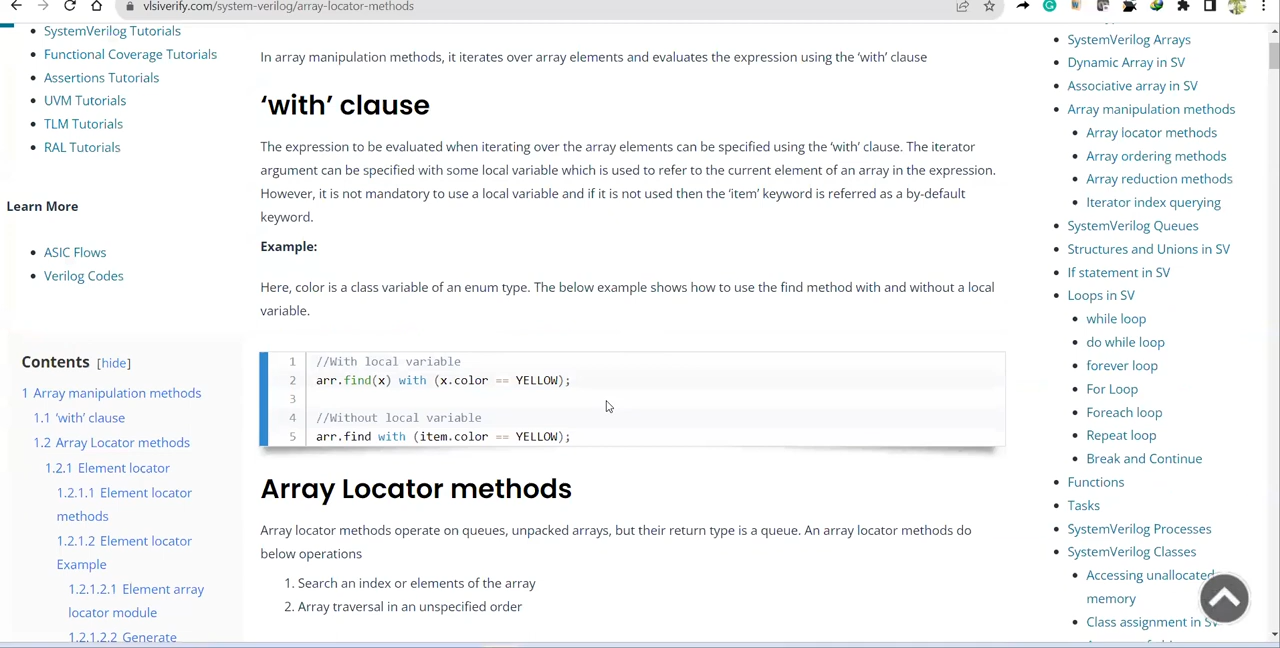 vlsiverify.com/system-verilog/array-locator-methods
SystemVerilog Tutorials
Functional Coverage Tutorials
Assertions Tutorials
UVM Tutorials
TLM Tutorials
RAL Tutorials
Learn More
ASIC Flows
Verilog Codes
Contents [hide]
1 Array manipulation methods
1.1 ‘with’ clause
1.2 Array Locator methods
1.2.1 Element locator
1.2.1.1 Element locator
methods
1.2.1.2 Element locator
Example
1.2.1.2.1 Element array
locator module
1.2.1.2.2 Generate
In array manipulation methods, it iterates over array elements and evaluates the expression using the ‘with’ clause
‘with’ clause
The expression to be evaluated when iterating over the array elements can be specified using the ‘with’ clause. The iterator
argument can be specified with some local variable which is used to refer to the current element of an array in the expression.
However, it is not mandatory to use a local variable and if it is not used then the ‘item’ keyword is referred as a by-default
keyword.
Example:
Here, color is a class variable of an enum type. The below example shows how to use the find method with and without a local
variable.
1 //With local variable
2 arr.find(x) with (x.color == YELLOW);
3
4 //Without local variable
5 arr.find with (item.color == YELLOW);
Array Locator methods
Array locator methods operate on queues, unpacked arrays, but their return type is a queue. An array locator methods do
below operations
1. Search an index or elements of the array
2. Array traversal in an unspecified order
SystemVerilog Arrays
Dynamic Array in SV
Associative array in SV
Array manipulation methods
Array locator methods
Array ordering methods
Array reduction methods
Iterator index querying
SystemVerilog Queues
Structures and Unions in SV
If statement in SV
Loops in SV
while loop
do while loop
forever loop
For Loop
Foreach Loop
Repeat loop
Break and Continue
Functions
Tasks
SystemVerilog Processes
SystemVerilog Classes
Accessing unallocated
memory
Class assignment in SV